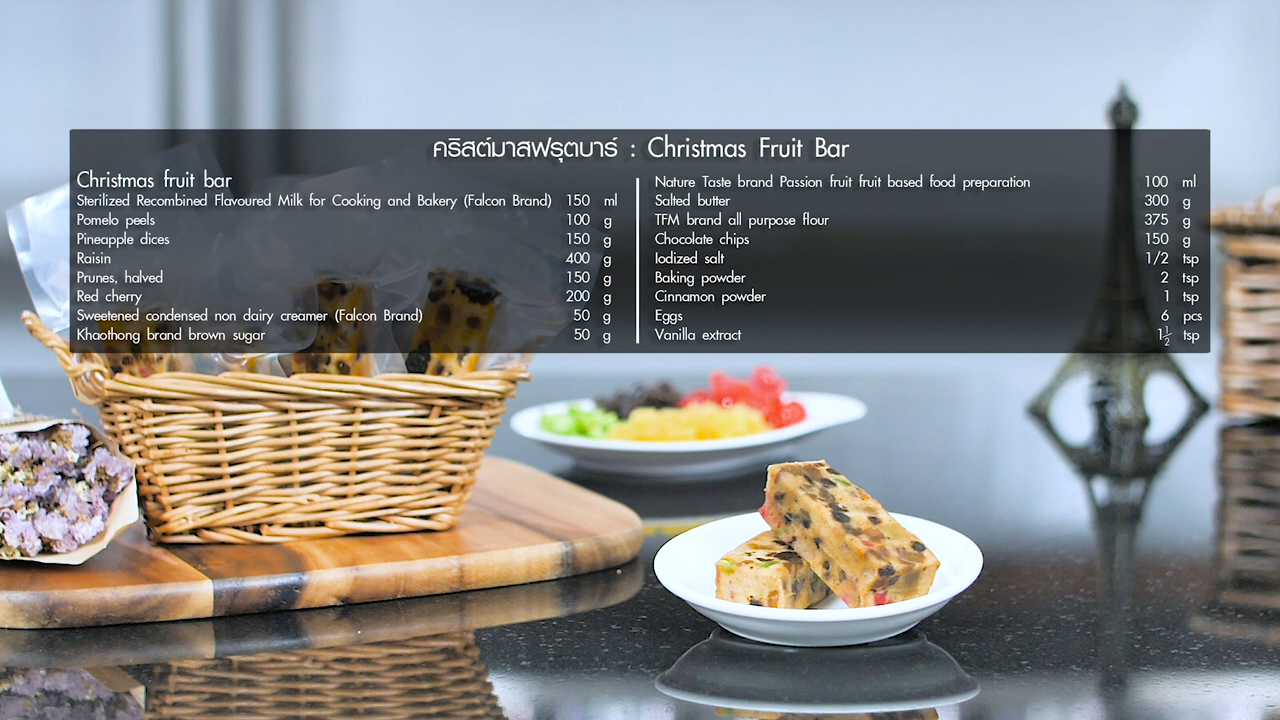 คริสต์มาสฟรุตบาร์ : Christmas Fruit Bar
Christmas fruit bar
Sterilized Recombined Flavoured Milk for Cooking and Bakery (Falcon Brand) 150 ml
Pomelo peels 100 g
Pineapple dices 150 g
Raisin 400 g
Prunes, halved 150 g
Red cherry 200 g
Sweetened condensed non dairy creamer (Falcon Brand) 50 g
Khaothong brand brown sugar 50 g
Nature Taste brand Passion fruit fruit based food preparation 100 ml
Salted butter 300 g
TFM brand all purpose flour 375 g
Chocolate chips 150 g
Iodized salt 1/2 tsp
Baking powder 2 tsp
Cinnamon powder 1 tsp
Eggs 6 pcs
Vanilla extract 1½ tsp